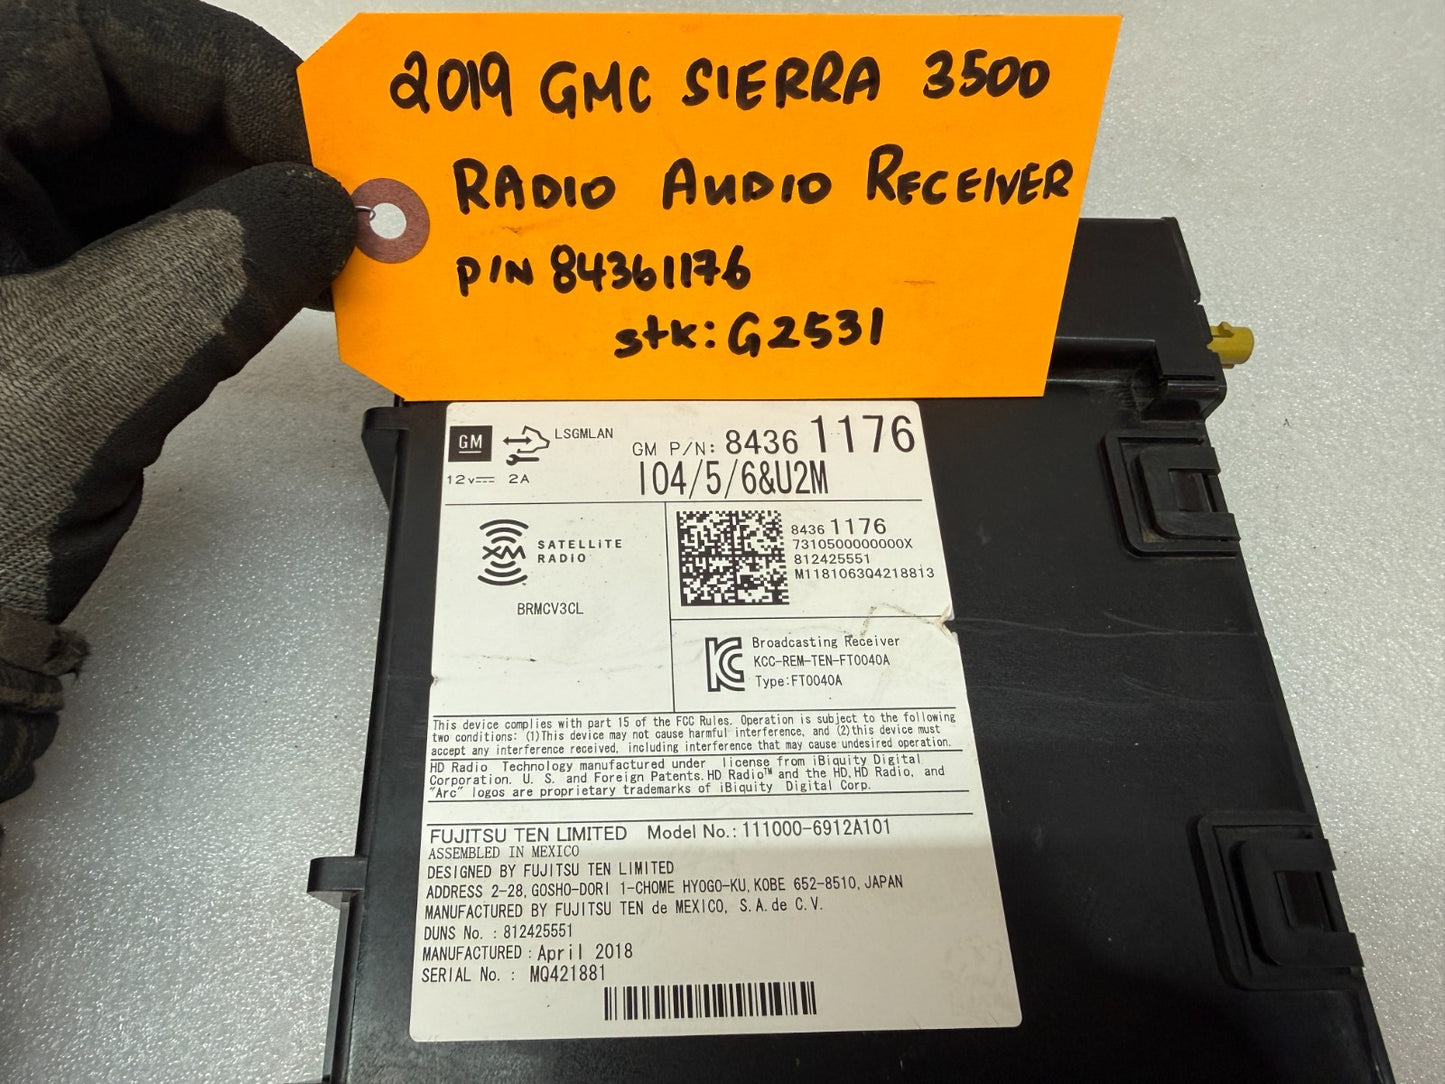 2019 GMC SIERRA 3500
RADIO AUDIO RECEIVER
P/N 84361176
stk: G2531
GM
LSGMLAN
GM P/N: 84361176
12V 2A
IO4/5/6&U2M
XM SATELLITE
RADIO
BRMCV3CL
84361176
7310500000000X
812425551
M1181063Q4218813
Broadcasting Receiver
KCC-REM-TEN-FT0040A
Type:FT0040A
This device complies with part 15 of the FCC Rules. Operation is subject to the following
two conditions: (1)This device may not cause harmful interference, and (2)this device must
accept any interference received, including interference that may cause undesired operation.
HD Radio Technology manufactured under license from iBiquity Digital
Corporation. U. S. and Foreign Patents. HD Radio™ and the HD, HD Radio, and
"Arc" logos are proprietary trademarks of iBiquity Digital Corp.
FUJITSU TEN LIMITED Model No.: 111000-6912A101
ASSEMBLED IN MEXICO
DESIGNED BY FUJITSU TEN LIMITED
ADDRESS 2-28, GOSHO-DORI 1-CHOME HYOGO-KU, KOBE 652-8510, JAPAN
MANUFACTURED BY FUJITSU TEN de MEXICO, S.A. de C.V.
DUNS No. : 812425551
MANUFACTURED : April 2018
SERIAL No. : MQ421881